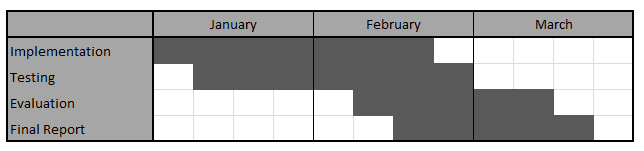 January February March
Implementation
Testing
Evaluation
Final Report